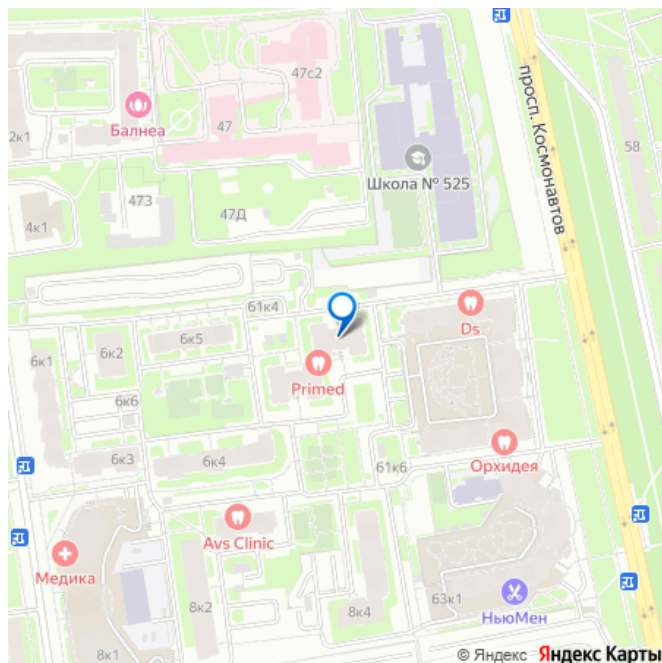 47с2
просп. Космонавтов
Балнеа
47
58
2к1
Школа № 525
473
47Д
4к1
61к4
Ds
6к5
6к1
6к2
Primed
6к6
6к3
6к4
61к6
Орхидея
Avs Clinic
Медика
63к1
8к2
8к4
НьюМен
8к1
© Яндекс Яндекс Карты